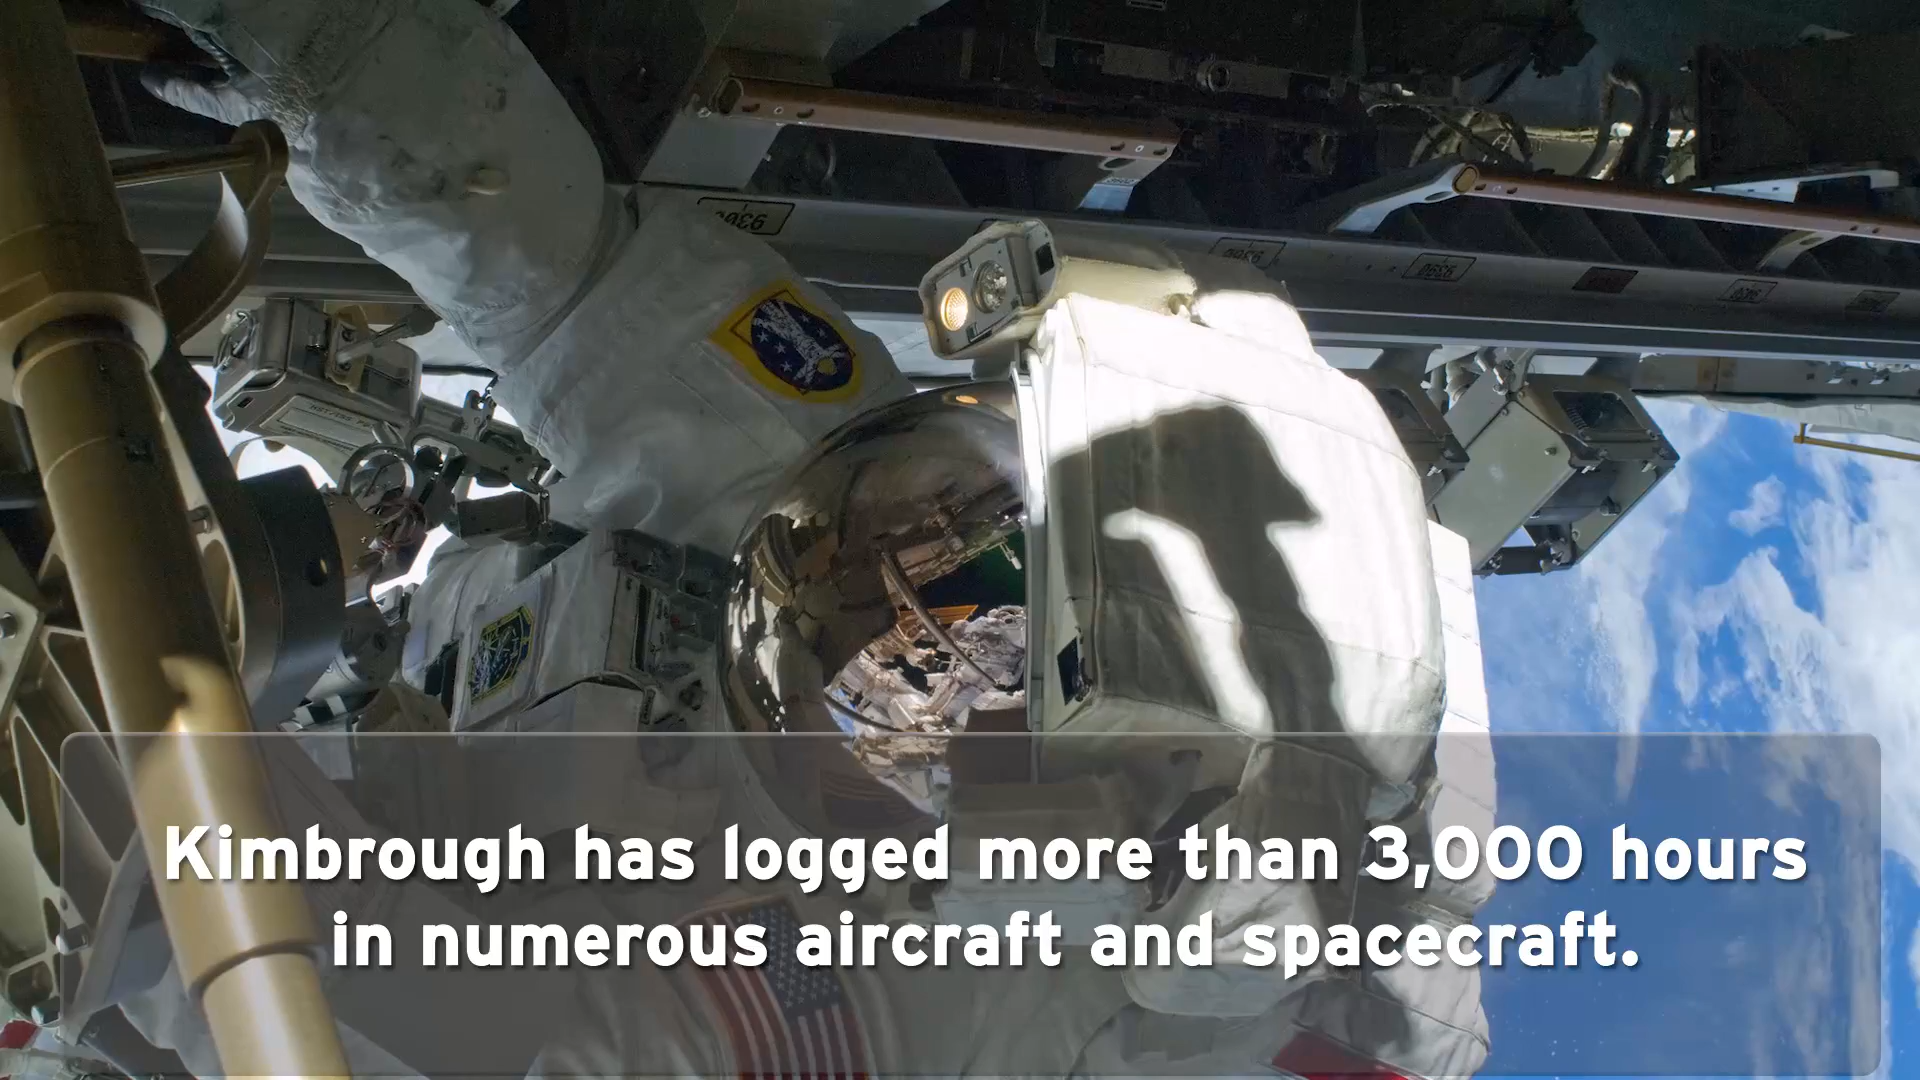 Kimbrough has logged more than 3,000 hours
in numerous aircraft and spacecraft.